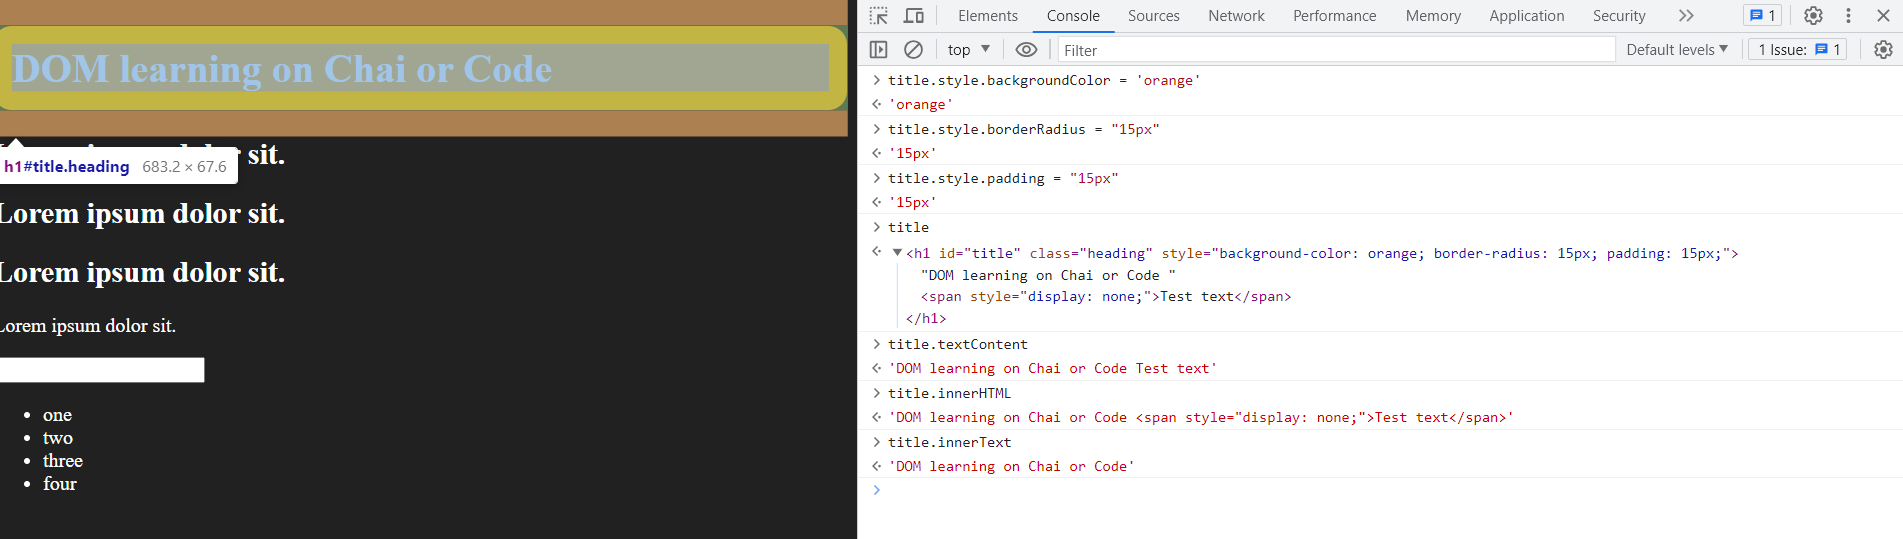 DOM learning on Chai or Code
sit.
h1#title.heading 683.2 × 67.6
Lorem ipsum dolor sit.
Lorem ipsum dolor sit.
Lorem ipsum dolor sit.
one
two
three
four
Elements Console Sources Network Performance Memory Application Security 1
top Filter Default levels 1 Issue: 1
title.style.backgroundColor = 'orange'
'orange'
title.style.borderRadius = "15px"
'15px'
title.style.padding = "15px"
'15px'
title
<h1 id="title" class="heading" style="background-color: orange; border-radius: 15px; padding: 15px;">
"DOM learning on Chai or Code "
<span style="display: none;">Test text</span>
</h1>
title.textContent
'DOM learning on Chai or Code Test text'
title.innerHTML
'DOM learning on Chai or Code <span style="display: none;">Test text</span>'
title.innerText
'DOM learning on Chai or Code'